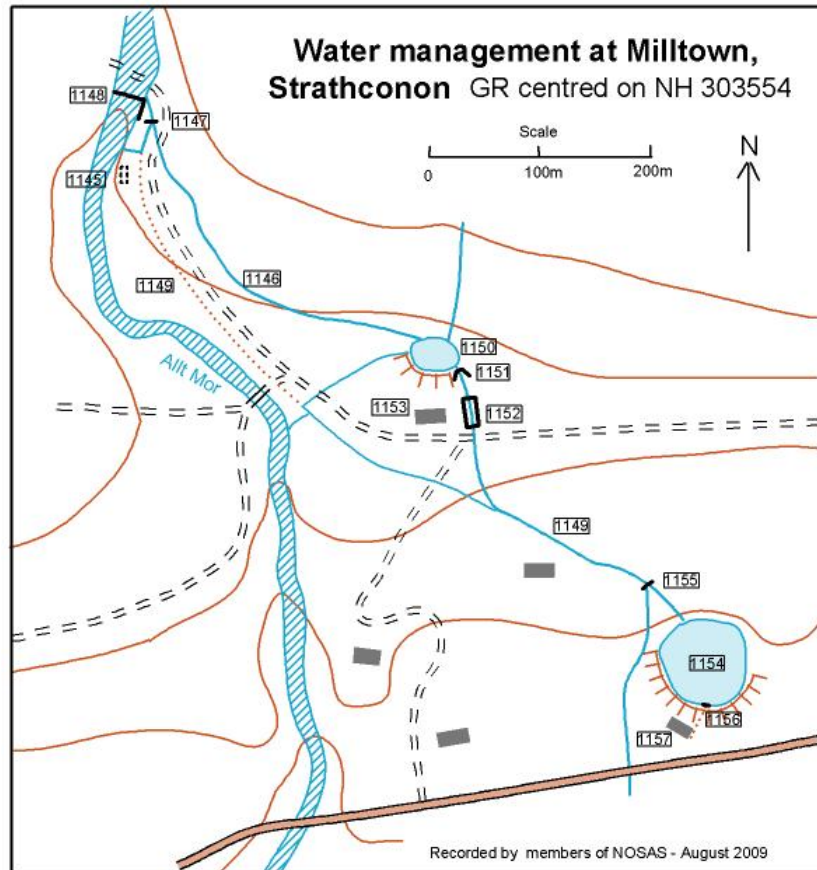 Water management at Milltown,
Strathconon GR centred on NH 303554
Scale
0 100m 200m
N
1148
1147
1145
1149
1146
Allt Mor
1150
1151
1153
1152
1149
1155
1154
1156
1157
Recorded by members of NOSAS - August 2009